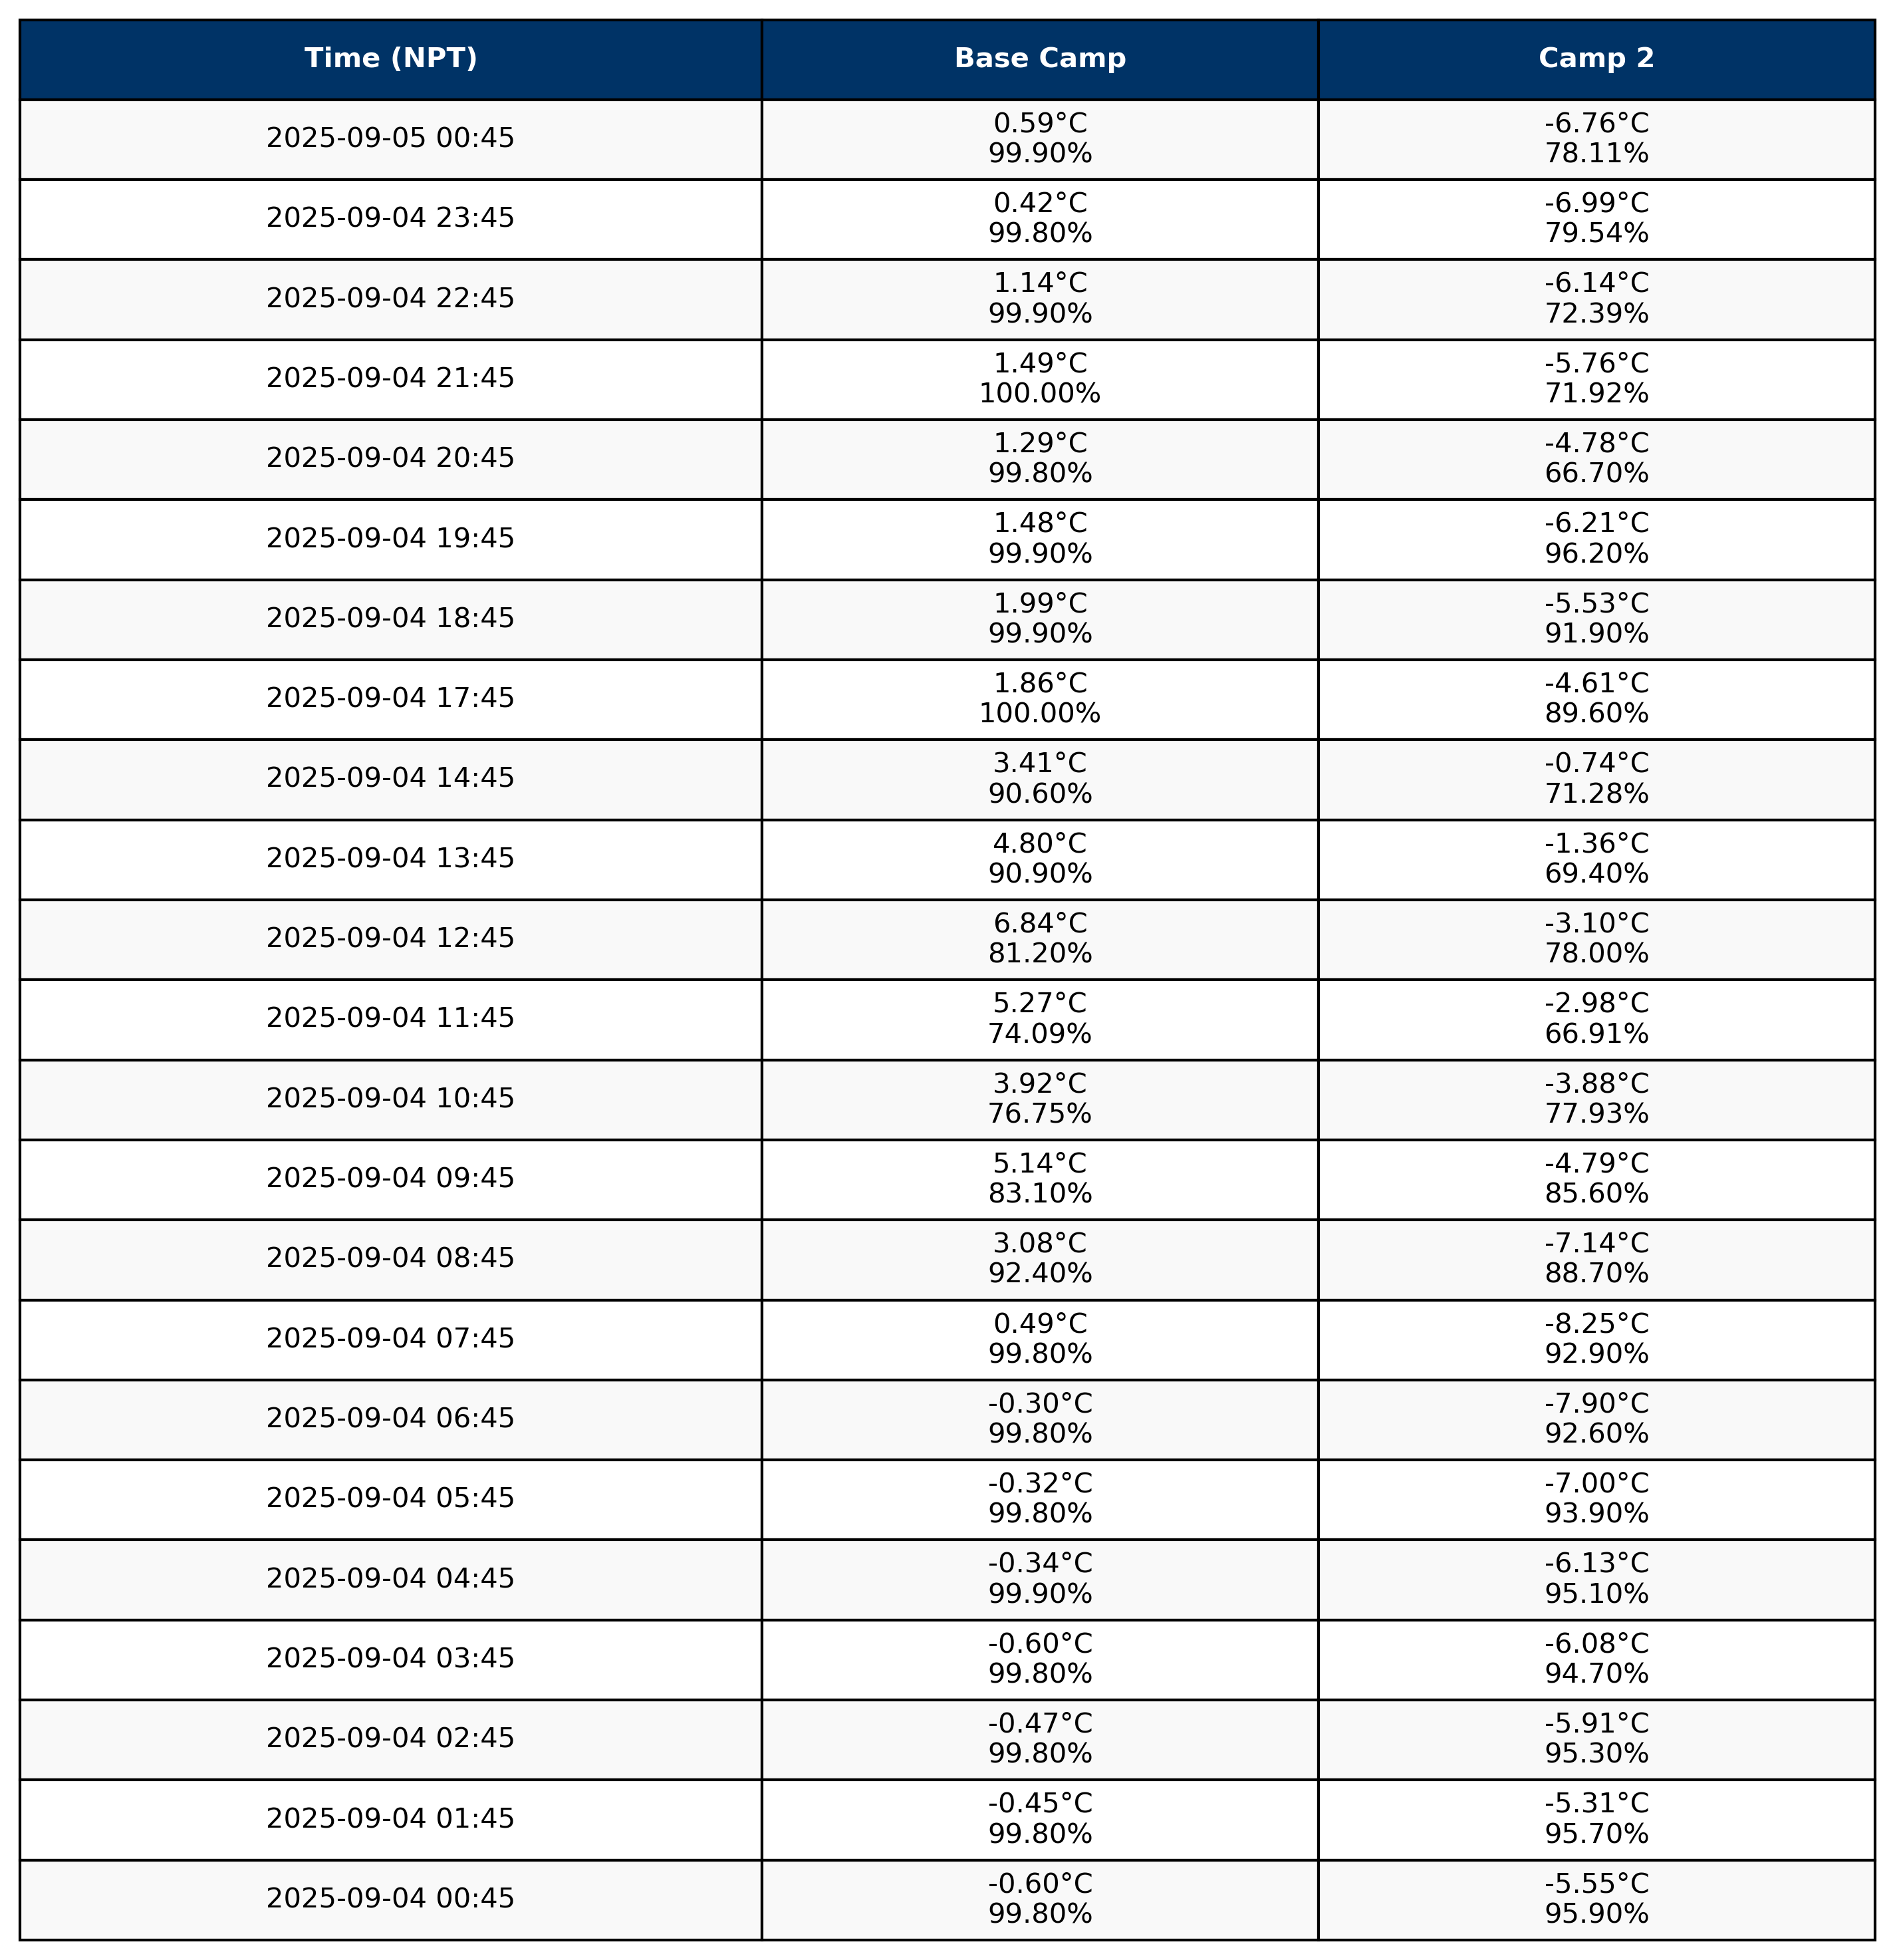 Time (NPT) Base Camp Camp 2
2025-09-05 00:45 0.59°C -6.76°C
99.90% 78.11%
2025-09-04 23:45 0.42°C -6.99°C
99.80% 79.54%
2025-09-04 22:45 1.14°C -6.14°C
99.90% 72.39%
2025-09-04 21:45 1.49°C -5.76°C
100.00% 71.92%
2025-09-04 20:45 1.29°C -4.78°C
99.80% 66.70%
2025-09-04 19:45 1.48°C -6.21°C
99.90% 96.20%
2025-09-04 18:45 1.99°C -5.53°C
99.90% 91.90%
2025-09-04 17:45 1.86°C -4.61°C
100.00% 89.60%
2025-09-04 14:45 3.41°C -0.74°C
90.60% 71.28%
2025-09-04 13:45 4.80°C -1.36°C
90.90% 69.40%
2025-09-04 12:45 6.84°C -3.10°C
81.20% 78.00%
2025-09-04 11:45 5.27°C -2.98°C
74.09% 66.91%
2025-09-04 10:45 3.92°C -3.88°C
76.75% 77.93%
2025-09-04 09:45 5.14°C -4.79°C
83.10% 85.60%
2025-09-04 08:45 3.08°C -7.14°C
92.40% 88.70%
2025-09-04 07:45 0.49°C -8.25°C
99.80% 92.90%
2025-09-04 06:45 -0.30°C -7.90°C
99.80% 92.60%
2025-09-04 05:45 -0.32°C -7.00°C
99.80% 93.90%
2025-09-04 04:45 -0.34°C -6.13°C
99.90% 95.10%
2025-09-04 03:45 -0.60°C -6.08°C
99.80% 94.70%
2025-09-04 02:45 -0.47°C -5.91°C
99.80% 95.30%
2025-09-04 01:45 -0.45°C -5.31°C
99.80% 95.70%
2025-09-04 00:45 -0.60°C -5.55°C
99.80% 95.90%